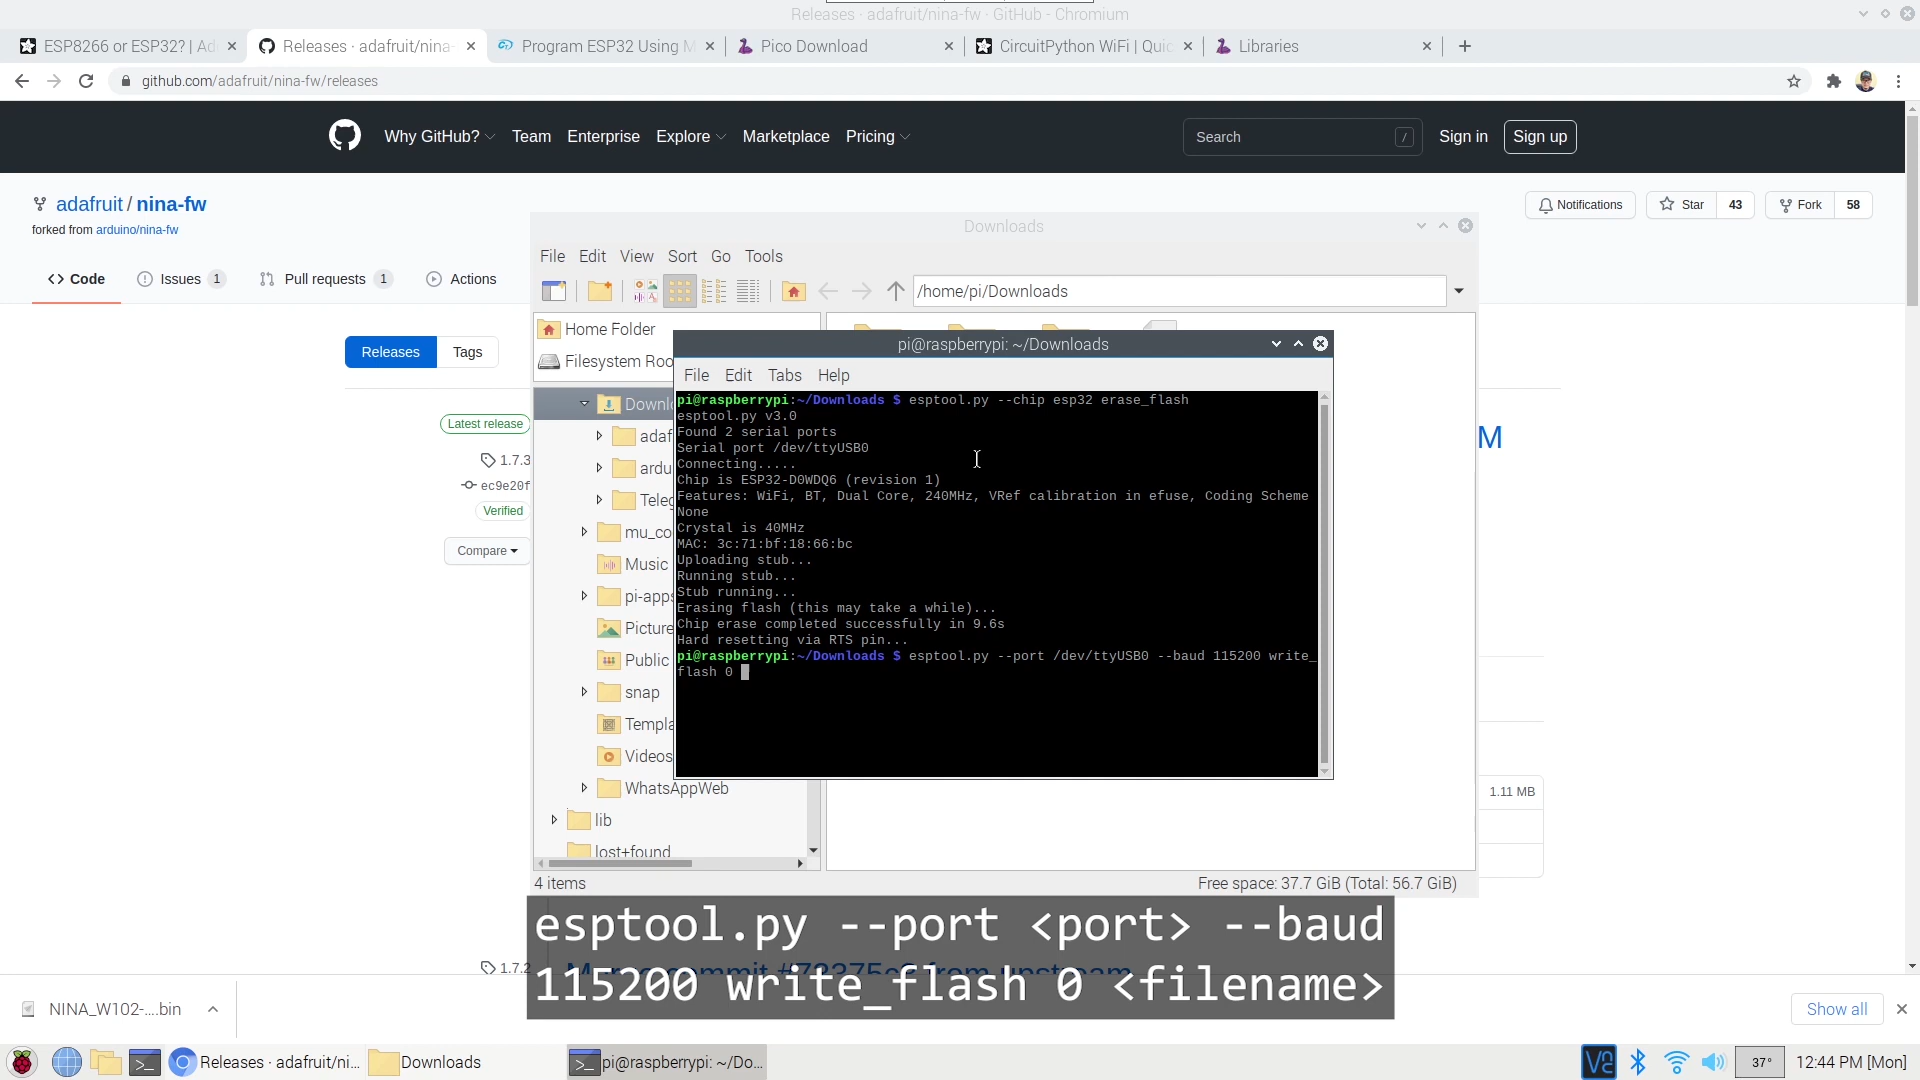 Releases · adafruit/nina-fw · GitHub - Chromium
ESP8266 or ESP32? | Ad
Releases · adafruit/nina-
Program ESP32 Using M
Pico Download
CircuitPython WiFi | Quic
Libraries
github.com/adafruit/nina-fw/releases
Why GitHub?
Team
Enterprise
Explore
Marketplace
Pricing
Search
/
Sign in
Sign up
adafruit / nina-fw
forked from arduino/nina-fw
Notifications
Star 43
Fork 58
Code
Issues 1
Pull requests 1
Actions
Releases
Tags
Latest release
1.7.3
ec9e20f
Verified
Compare
M
1.11 MB
1.7.2
Downloads
File Edit View Sort Go Tools
/home/pi/Downloads
Home Folder
Filesystem Roo
Downl
adaf
ardu
Teleg
mu_co
Music
pi-apps
Picture
Public
snap
Templa
Videos
WhatsAppWeb
lib
lost+found
4 items
Free space: 37.7 GiB (Total: 56.7 GiB)
pi@raspberrypi: ~/Downloads
File Edit Tabs Help
pi@raspberrypi:~/Downloads $ esptool.py --chip esp32 erase_flash
esptool.py v3.0
Found 2 serial ports
Serial port /dev/ttyUSB0
Connecting.....
Chip is ESP32-D0WDQ6 (revision 1)
Features: WiFi, BT, Dual Core, 240MHz, VRef calibration in efuse, Coding Scheme
None
Crystal is 40MHz
MAC: 3c:71:bf:18:66:bc
Uploading stub...
Running stub...
Stub running...
Erasing flash (this may take a while)...
Chip erase completed successfully in 9.6s
Hard resetting via RTS pin...
pi@raspberrypi:~/Downloads $ esptool.py --port /dev/ttyUSB0 --baud 115200 write_
flash 0
esptool.py --port <port> --baud
115200 write_flash 0 <filename>
NINA_W102-....bin
Show all
Releases · adafruit/ni...
Downloads
pi@raspberrypi: ~/Do...
37°
12:44 PM [Mon]